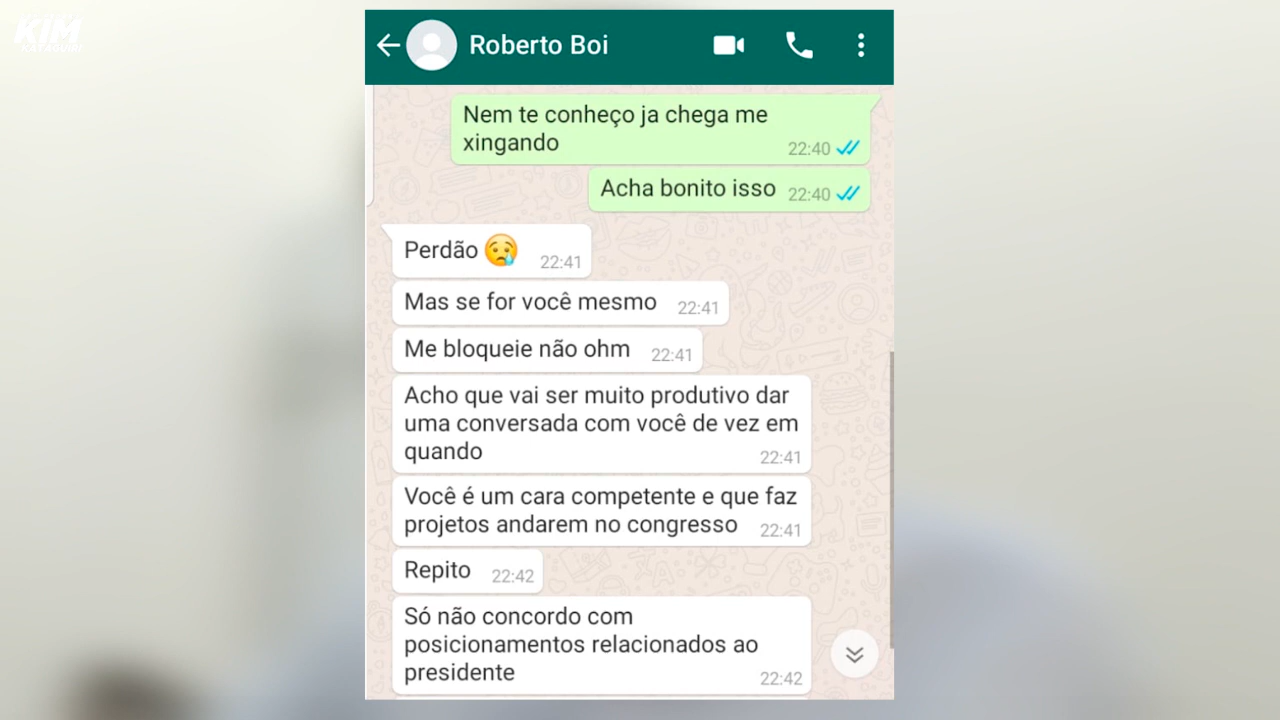 KIM
KATAGUIRI
Roberto Boi
Nem te conheço ja chega me
xingando
22:40
Acha bonito isso 22:40
Perdão 😢 22:41
Mas se for você mesmo 22:41
Me bloqueie não ohm 22:41
Acho que vai ser muito produtivo dar
uma conversada com você de vez em
quando
22:41
Você é um cara competente e que faz
projetos andarem no congresso 22:41
Repito 22:42
Só não concordo com
posicionamentos relacionados ao
presidente
22:42